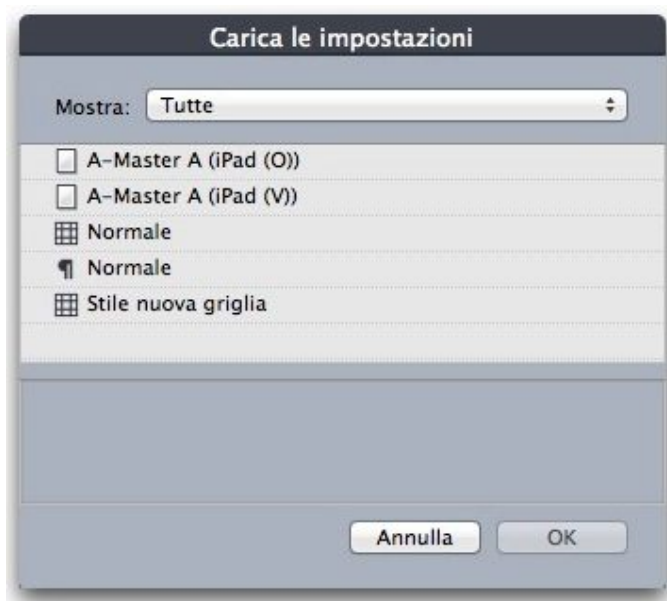 Carica le impostazioni
Mostra: Tutte
A-Master A (iPad (O))
A-Master A (iPad (V))
Normale
¶ Normale
Stile nuova griglia
Annulla OK